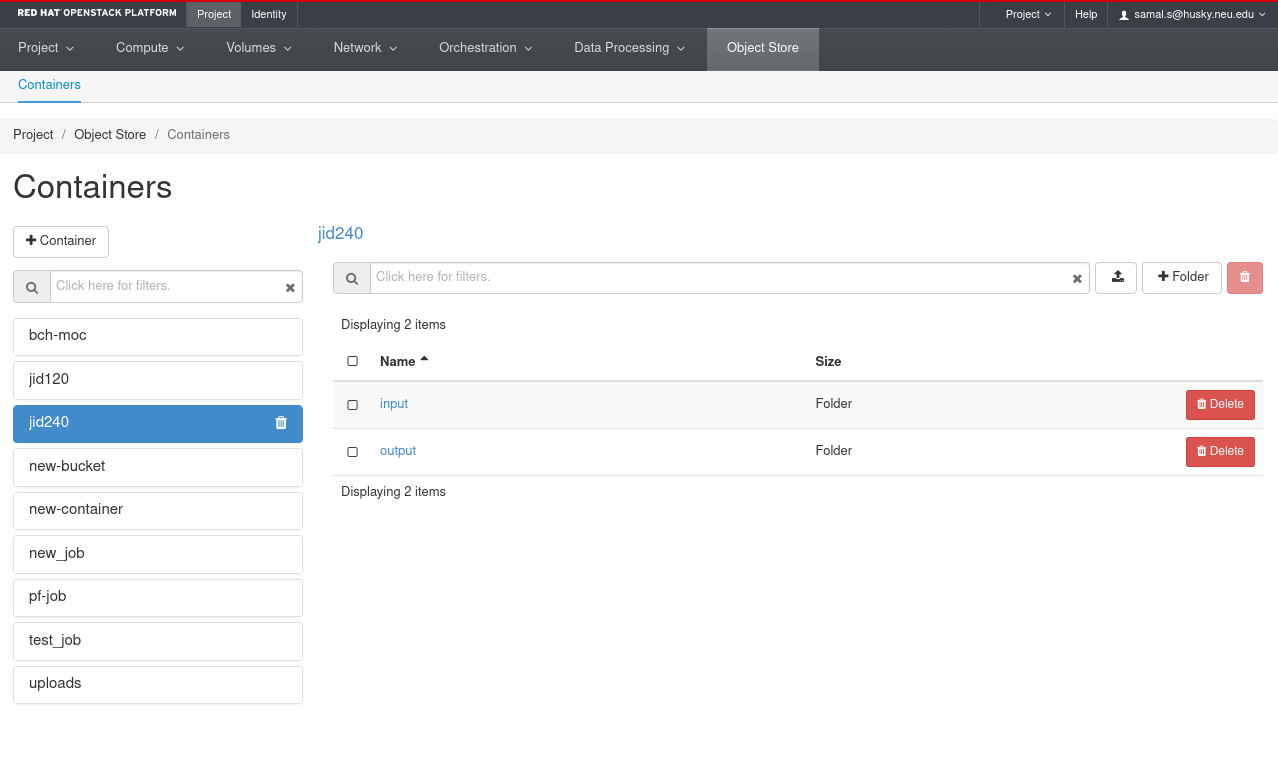 RED HAT OPENSTACK PLATFORM Project Identity Project Help samal.s@husky.neu.edu
Project Compute Volumes Network Orchestration Data Processing Object Store
Containers
Project / Object Store / Containers
Containers
+ Container
Click here for filters.
bch-moc
jid120
jid240
new-bucket
new-container
new_job
pf-job
test_job
uploads
jid240
Click here for filters. + Folder
Displaying 2 items
Name Size
input Folder Delete
output Folder Delete
Displaying 2 items